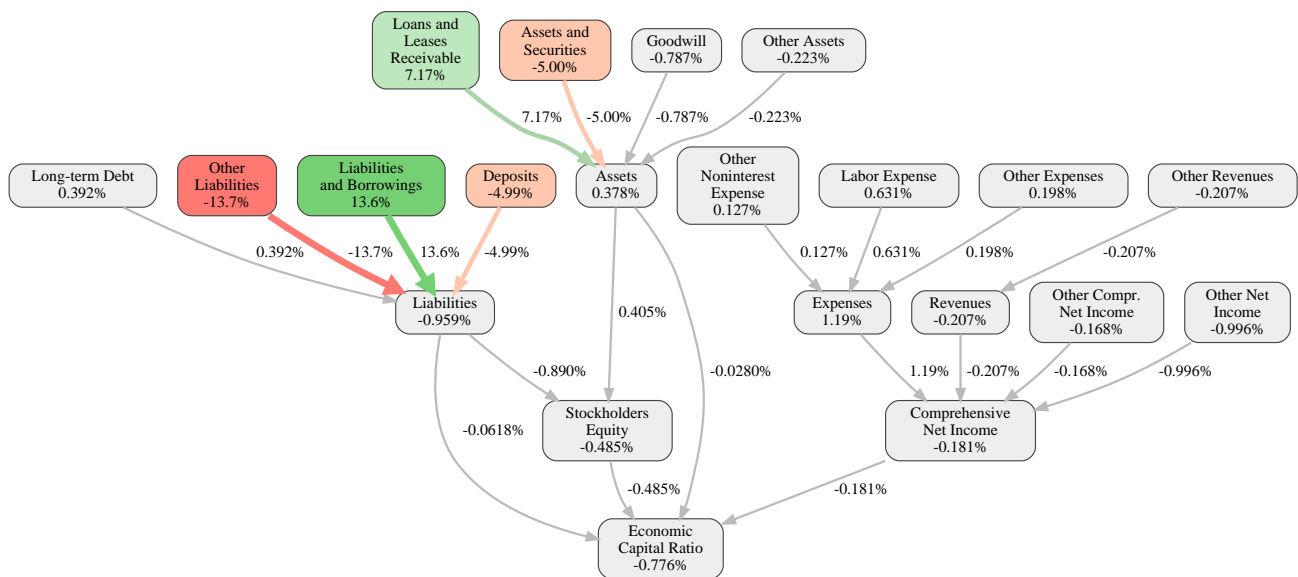 Loans and
Leases
Receivable
7.17%
Assets and
Securities
-5.00%
Goodwill
-0.787%
Other Assets
-0.223%
7.17%
-5.00%
-0.787%
-0.223%
Long-term Debt
0.392%
Other
Liabilities
-13.7%
Liabilities
and Borrowings
13.6%
Deposits
-4.99%
Assets
0.378%
Other
Noninterest
Expense
0.127%
Labor Expense
0.631%
Other Expenses
0.198%
Other Revenues
-0.207%
0.392%
-13.7%
13.6%
-4.99%
0.127%
0.631%
0.198%
-0.207%
Liabilities
-0.959%
0.405%
Expenses
1.19%
Revenues
-0.207%
Other Compr.
Net Income
-0.168%
Other Net
Income
-0.996%
-0.890%
-0.0280%
1.19%
-0.207%
-0.168%
-0.996%
-0.0618%
Stockholders
Equity
-0.485%
Comprehensive
Net Income
-0.181%
-0.485%
-0.181%
Economic
Capital Ratio
-0.776%